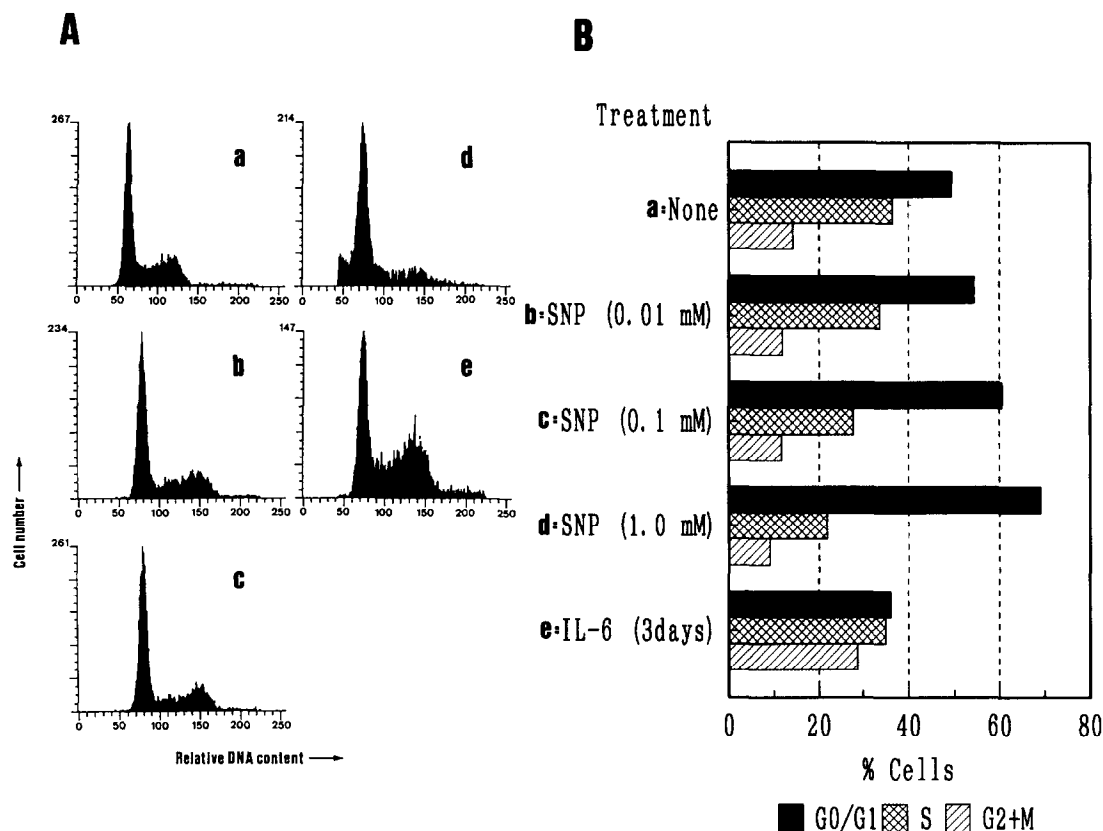 A
267
a
0 50 100 150 200 250
214
d
0 50 100 150 200 250
234
b
0 50 100 150 200 250
147
e
0 50 100 150 200 250
261
c
0 50 100 150 200 250
Cell number
Relative DNA content
B
Treatment
a:None
b:SNP (0.01 mM)
c:SNP (0.1 mM)
d:SNP (1.0 mM)
e:IL-6 (3days)
0 20 40 60 80
% Cells
G0/G1 S G2+M